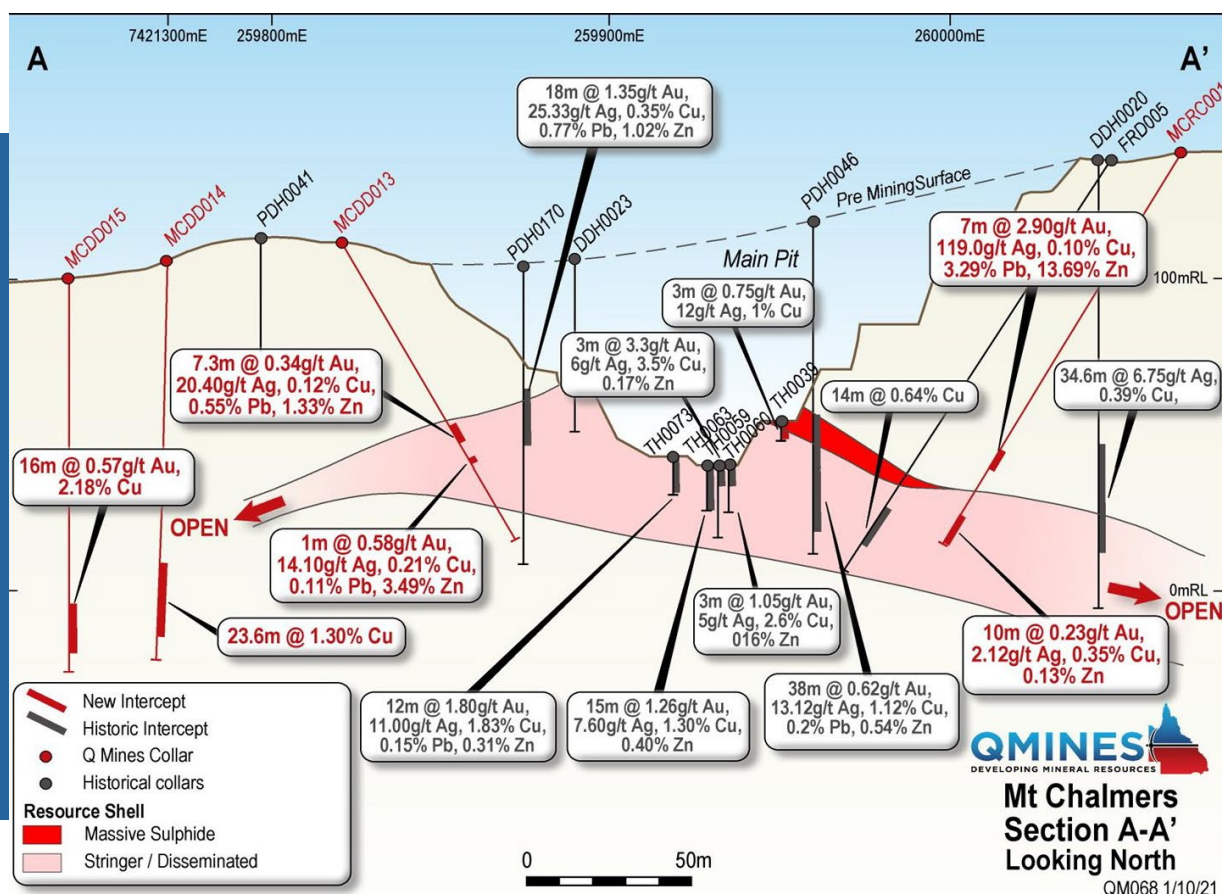 7421300mE
259800mE
259900mE
260000mE
A
A’
18m @ 1.35g/t Au,
25.33g/t Ag, 0.35% Cu,
0.77% Pb, 1.02% Zn
MCDD015
MCDD014
PDH0041
MCDD013
PDH0170
DDH0023
PDH0046
Pre MiningSurface
DDH0020
FRD005
MCRC001
Main Pit
7m @ 2.90g/t Au,
119.0g/t Ag, 0.10% Cu,
3.29% Pb, 13.69% Zn
100mRL
3m @ 0.75g/t Au,
12g/t Ag, 1% Cu
3m @ 3.3g/t Au,
6g/t Ag, 3.5% Cu,
0.17% Zn
7.3m @ 0.34g/t Au,
20.40g/t Ag, 0.12% Cu,
0.55% Pb, 1.33% Zn
14m @ 0.64% Cu
34.6m @ 6.75g/t Ag,
0.39% Cu,
TH0073
TH0063
TH0059
TH0060
TH0039
16m @ 0.57g/t Au,
2.18% Cu
OPEN
1m @ 0.58g/t Au,
14.10g/t Ag, 0.21% Cu,
0.11% Pb, 3.49% Zn
0mRL
OPEN
3m @ 1.05g/t Au,
5g/t Ag, 2.6% Cu,
016% Zn
23.6m @ 1.30% Cu
10m @ 0.23g/t Au,
2.12g/t Ag, 0.35% Cu,
0.13% Zn
12m @ 1.80g/t Au,
11.00g/t Ag, 1.83% Cu,
0.15% Pb, 0.31% Zn
15m @ 1.26g/t Au,
7.60g/t Ag, 1.30% Cu,
0.40% Zn
38m @ 0.62g/t Au,
13.12g/t Ag, 1.12% Cu,
0.2% Pb, 0.54% Zn
New Intercept
Historic Intercept
Q Mines Collar
Historical collars
Resource Shell
Massive Sulphide
Stringer / Disseminated
0
50m
QMINES
DEVELOPING MINERAL RESOURCES
Mt Chalmers
Section A-A’
Looking North
QM068 1/10/21